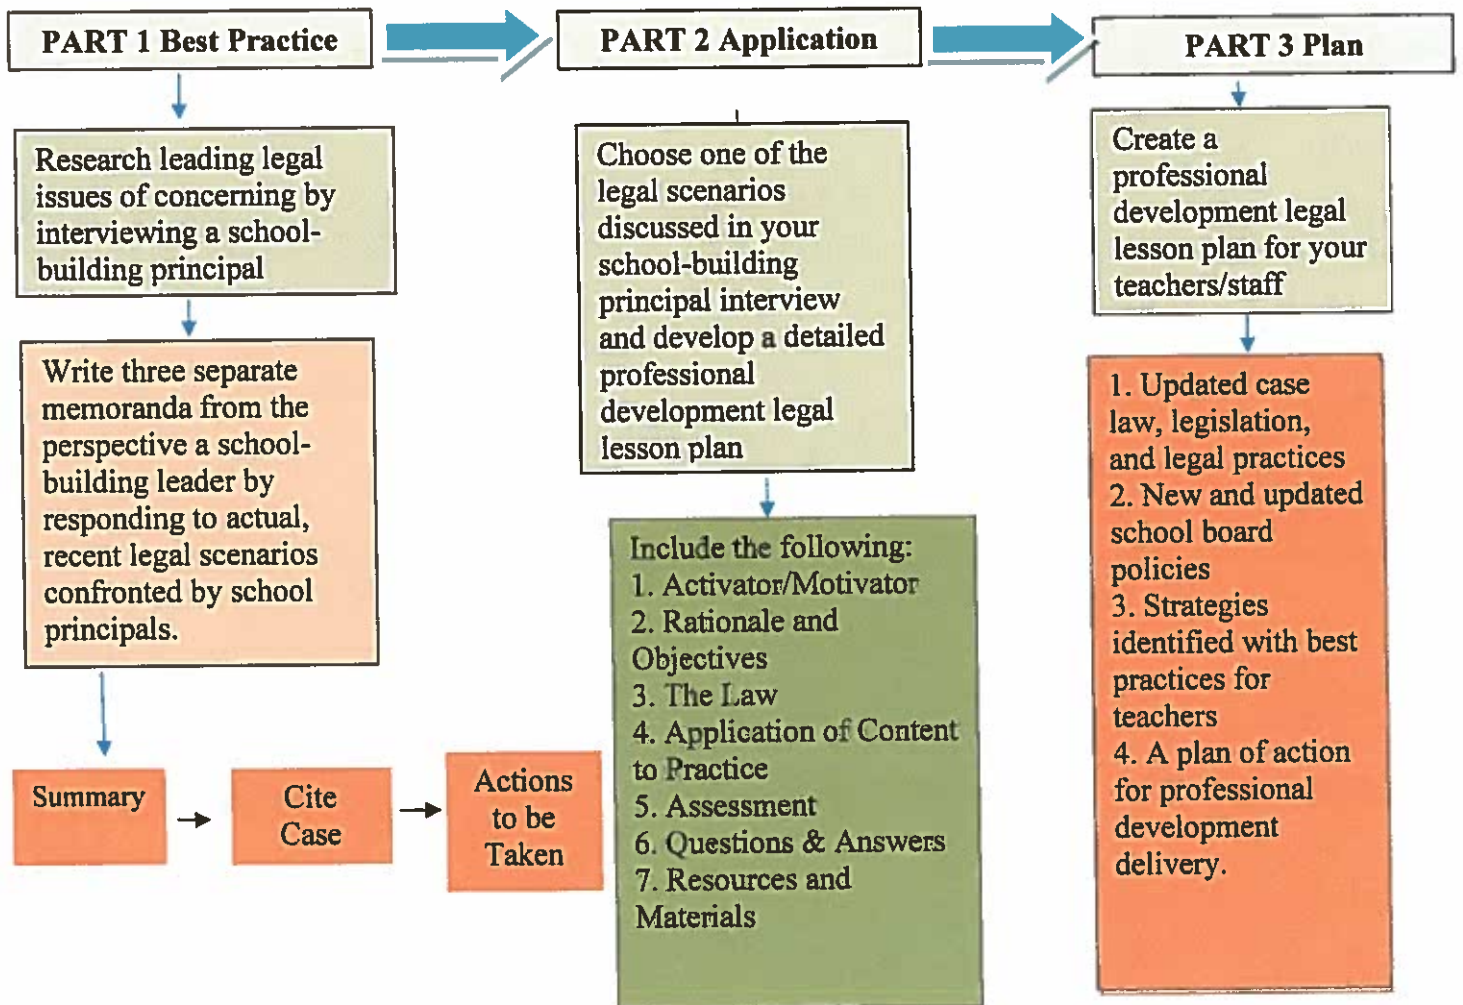 PART 1 Best Practice
Research leading legal
issues of concerning by
interviewing a school-
building principal
Write three separate
memoranda from the
perspective a school-
building leader by
responding to actual,
recent legal scenarios
confronted by school
principals.
Summary
Cite
Case
Actions
to be
Taken
PART 2 Application
Choose one of the
legal scenarios
discussed in your
school-building
principal interview
and develop a detailed
professional
development legal
lesson plan
Include the following:
1. Activator/Motivator
2. Rationale and
Objectives
3. The Law
4. Application of Content
to Practice
5. Assessment
6. Questions & Answers
7. Resources and
Materials
PART 3 Plan
Create a
professional
development legal
lesson plan for your
teachers/staff
1. Updated case
law, legislation,
and legal practices
2. New and updated
school board
policies
3. Strategies
identified with best
practices for
teachers
4. A plan of action
for professional
development
delivery.